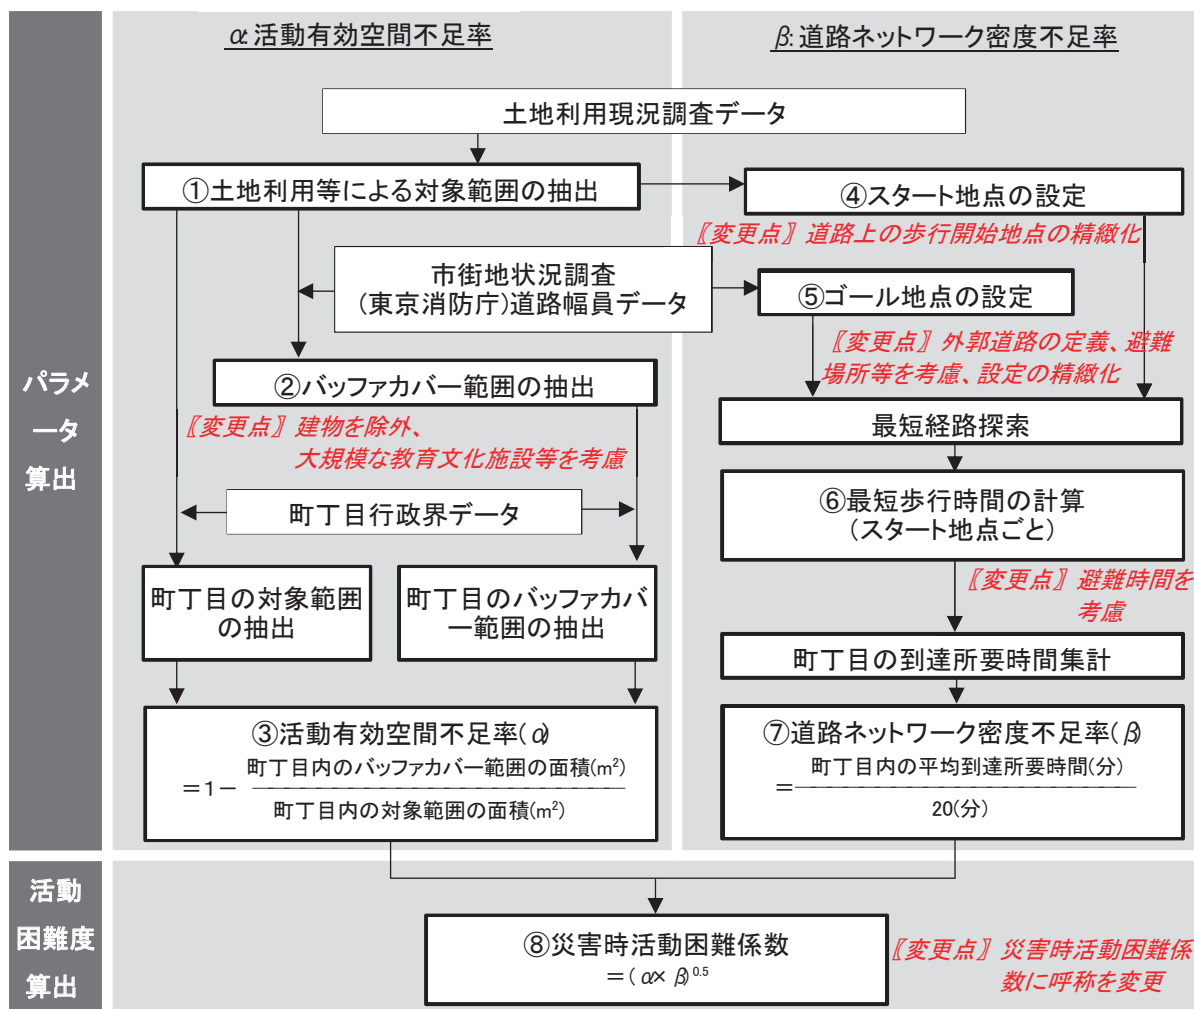 α:活動有効空間不足率
β:道路ネットワーク密度不足率
土地利用現況調査データ
①土地利用等による対象範囲の抽出
④スタート地点の設定
〖変更点〗道路上の歩行開始地点の精緻化
市街地状況調査
(東京消防庁)道路幅員データ
⑤ゴール地点の設定
〖変更点〗外郭道路の定義、避難
場所等を考慮、設定の精緻化
パラメ
ータ
算出
②バッファカバー範囲の抽出
〖変更点〗建物を除外、
大規模な教育文化施設等を考慮
最短経路探索
町丁目行政界データ
⑥最短歩行時間の計算
(スタート地点ごと)
〖変更点〗避難時間を
考慮
町丁目の対象範囲
の抽出
町丁目のバッファカバ
ー範囲の抽出
町丁目の到達所要時間集計
③活動有効空間不足率(α)
=1-
町丁目内のバッファカバー範囲の面積(m²)
町丁目内の対象範囲の面積(m²)
⑦道路ネットワーク密度不足率(β)
=
町丁目内の平均到達所要時間(分)
20(分)
活動
困難度
算出
⑧災害時活動困難係数
=(α×β)^0.5
〖変更点〗災害時活動困難係
数に呼称を変更